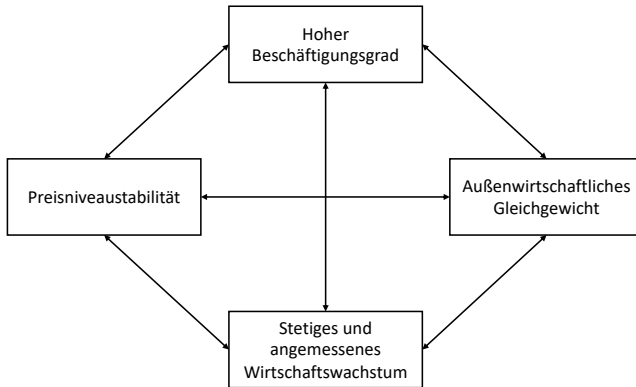 Hoher
Beschäftigungsgrad
Preisniveaustabilität
Außenwirtschaftliches
Gleichgewicht
Stetiges und
angemessenes
Wirtschaftswachstum